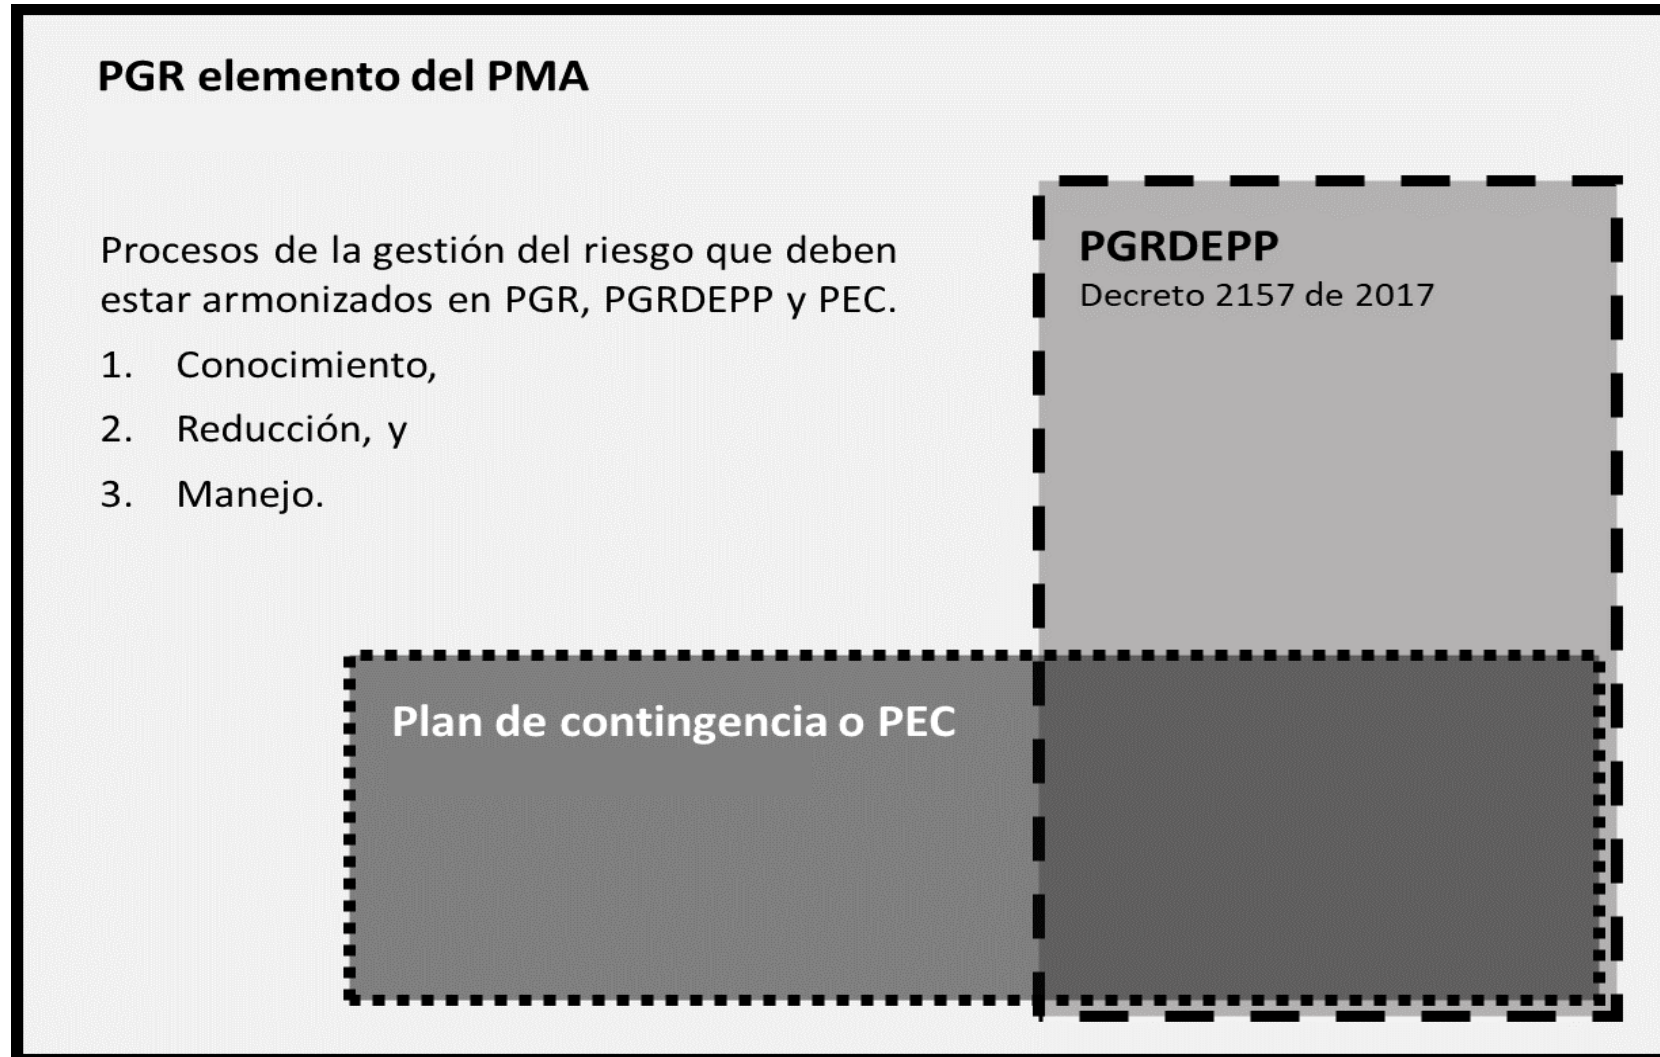 PGR elemento del PMA
Procesos de la gestión del riesgo que deben
estar armonizados en PGR, PGRDEPP y PEC.
1. Conocimiento,
2. Reducción, y
3. Manejo.
PGRDEPP
Decreto 2157 de 2017
Plan de contingencia o PEC